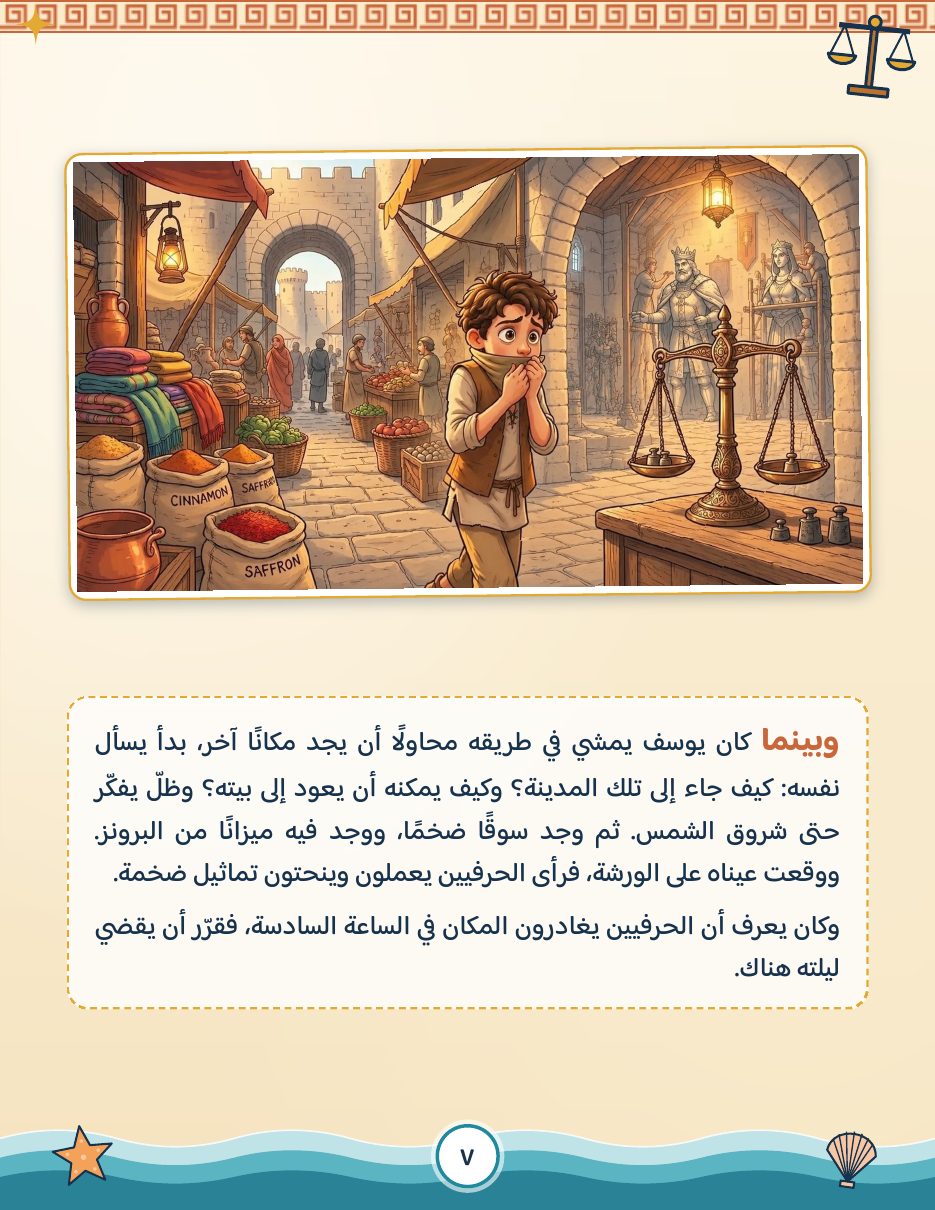 CINNAMON
SAFFRON
SAFFRON
وبينما كان يوسف يمشي في طريقه محاولًا أن يجد مكانًا آخر، بدأ يسأل
نفسه: كيف جاء إلى تلك المدينة؟ وكيف يمكنه أن يعود إلى بيته؟ وظلّ يفكّر
حتى شروق الشمس. ثم وجد سوقًا ضخمًا، ووجد فيه ميزانًا من البرونز.
ووقعت عيناه على الورشة، فرأى الحرفيين يعملون وينحتون تماثيل ضخمة.
وكان يعرف أن الحرفيين يغادرون المكان في الساعة السادسة، فقرّر أن يقضي
ليلته هناك.
٧